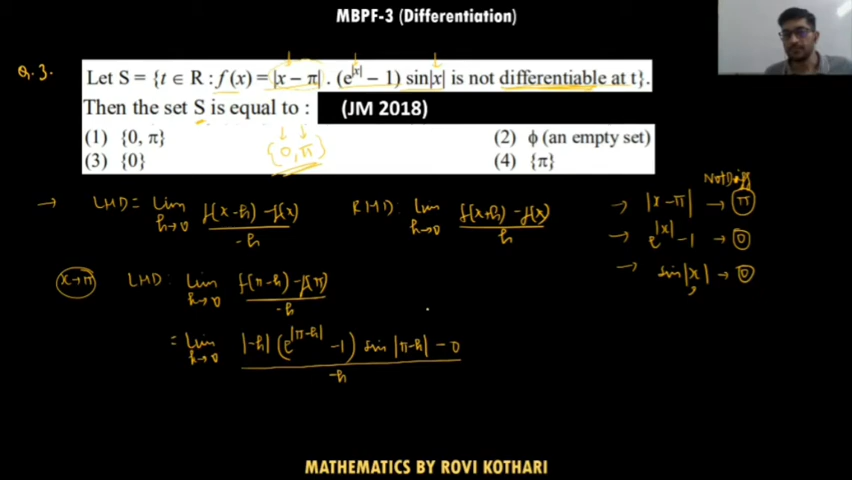 MBPF-3 (Differentiation)
Q.3.
Let S = {t ∈ R : f(x) = |x − π| . (e^|x| − 1) sin|x| is not differentiable at t}.
Then the set S is equal to : (JM 2018)
(1) {0, π} (2) ϕ (an empty set)
(3) {0} (4) {π}
{0, π}
→ LHD = Lim h→0 f(x-h) - f(x) / -h RHD: Lim h→0 f(x+h) - f(x) / h
Not Diff
→ |x-π| → π
→ e^|x| - 1 → 0
→ sin|x| → 0
x→π LHD: Lim h→0 f(π-h) - f(π) / -h
= Lim h→0 |-h| (e^|π-h| - 1) sin|π-h| - 0 / -h
MATHEMATICS BY ROVI KOTHARI